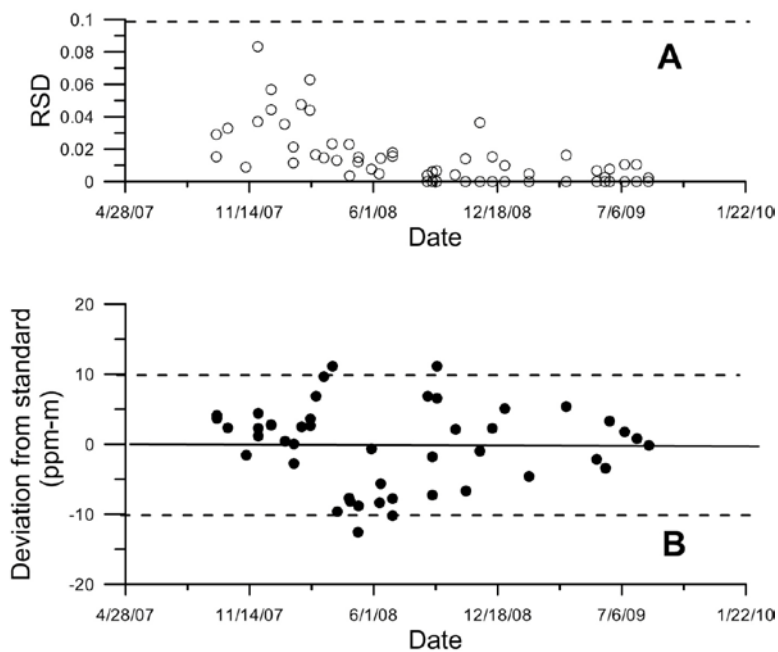 0.1
0.08
0.06
0.04
0.02
0
RSD
A
4/28/07 11/14/07 6/1/08 12/18/08 7/6/09 1/22/10
Date
20
10
0
-10
-20
Deviation from standard
(ppm-m)
B
4/28/07 11/14/07 6/1/08 12/18/08 7/6/09 1/22/10
Date